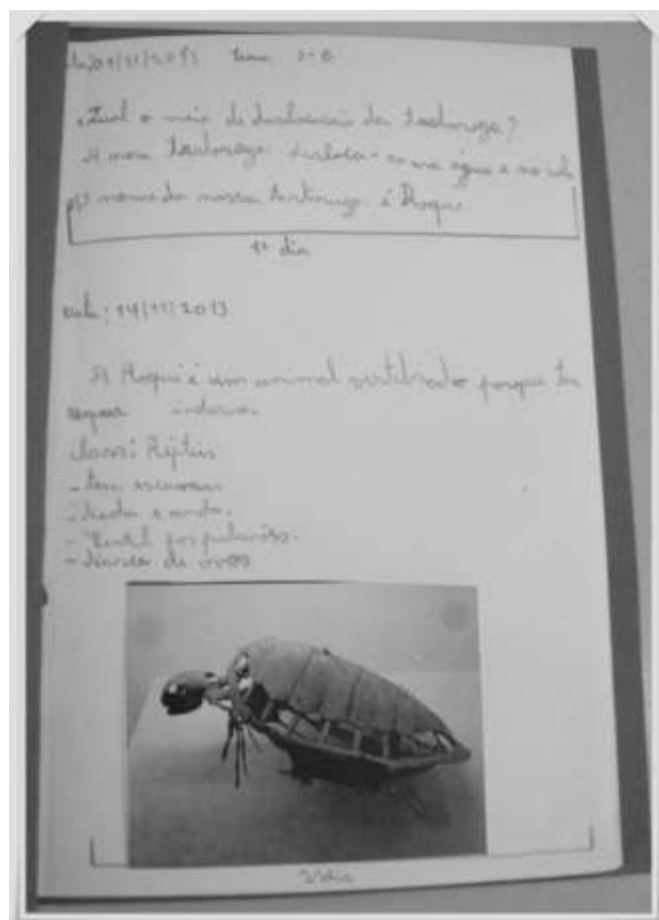 11/2013
Qual o meio de deslocação da tartaruga?
A nossa tartaruga desloca-se na água e no solo
O nome da nossa tartaruga é Roque
1º dia
data: 14/11/2013
A Roque é um animal vertebrado porque tem
interno.
Classe: Répteis
- tem escamas
- Nada e anda.
- por pulmões.
- Nasce de ovos
2º dia